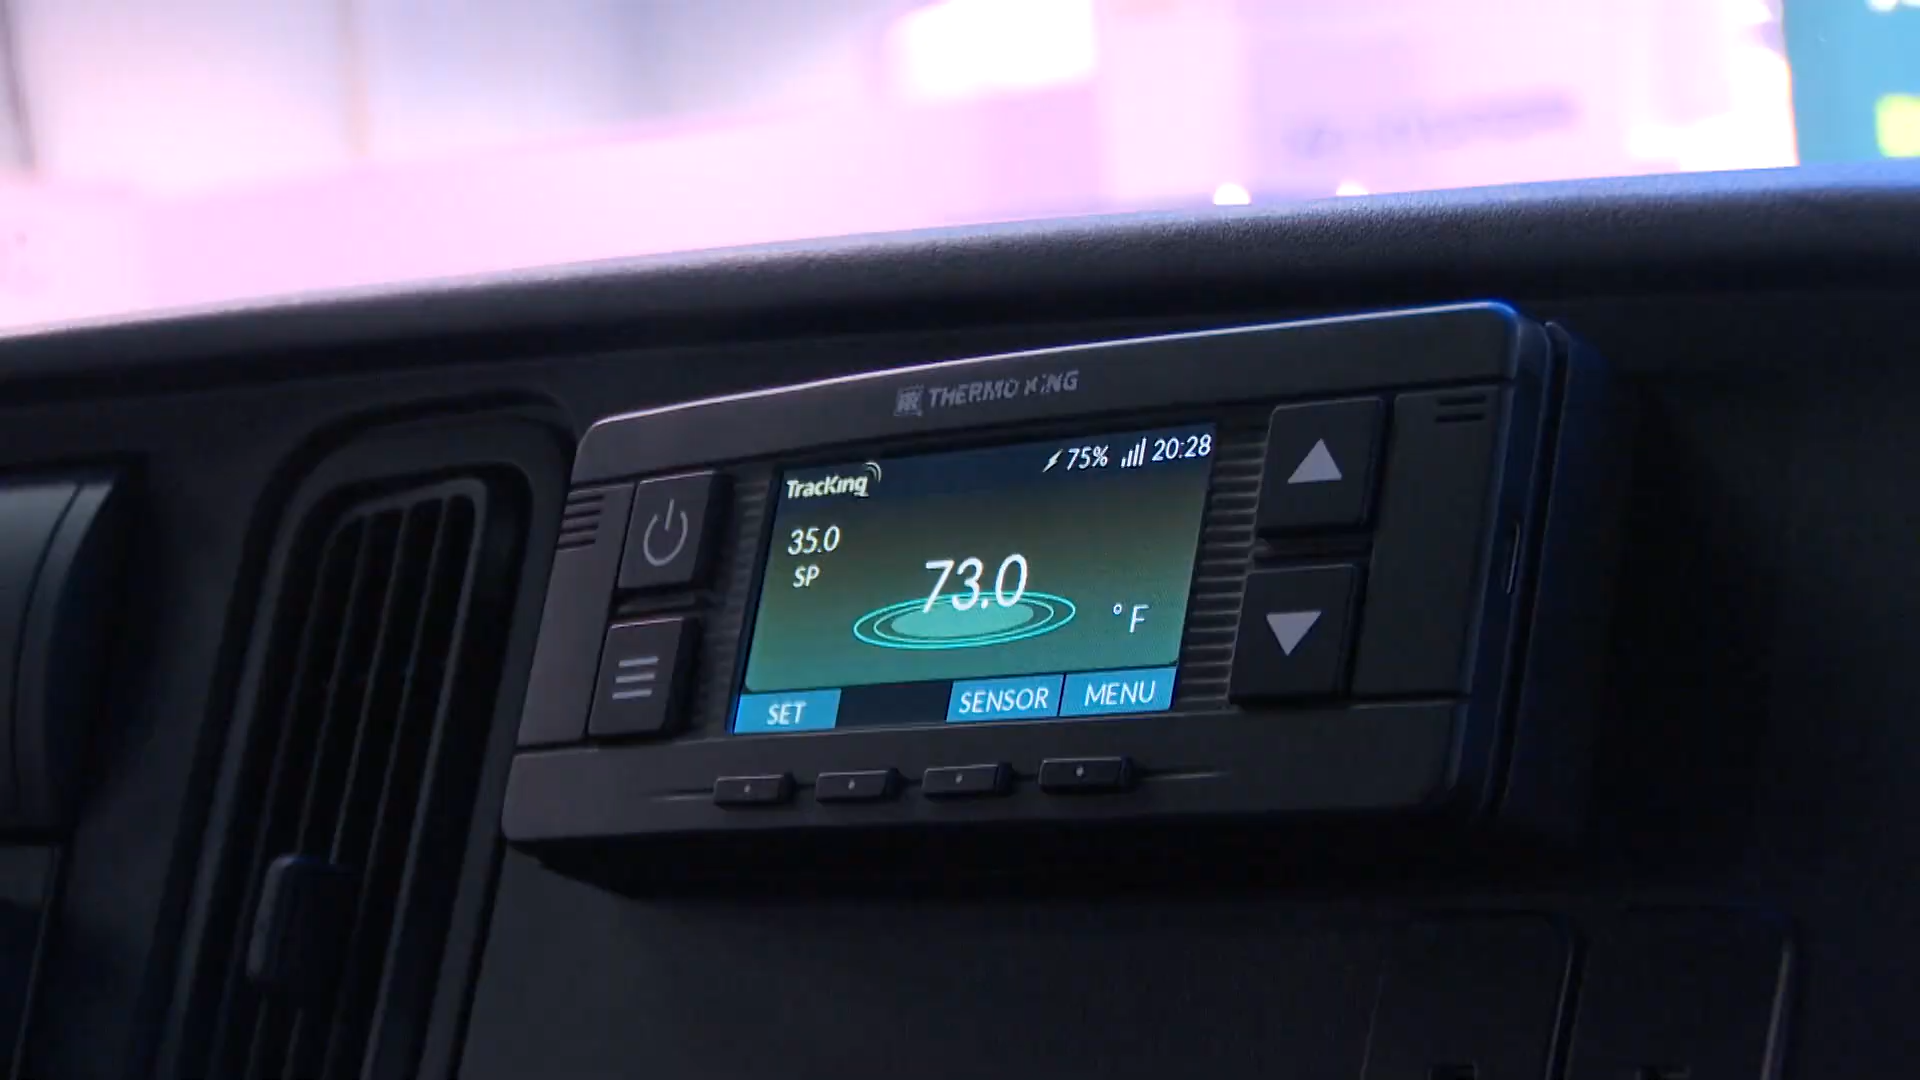 THERMO KING
75% 20:28
TracKing
35.0
SP
73.0
°F
SET
SENSOR
MENU